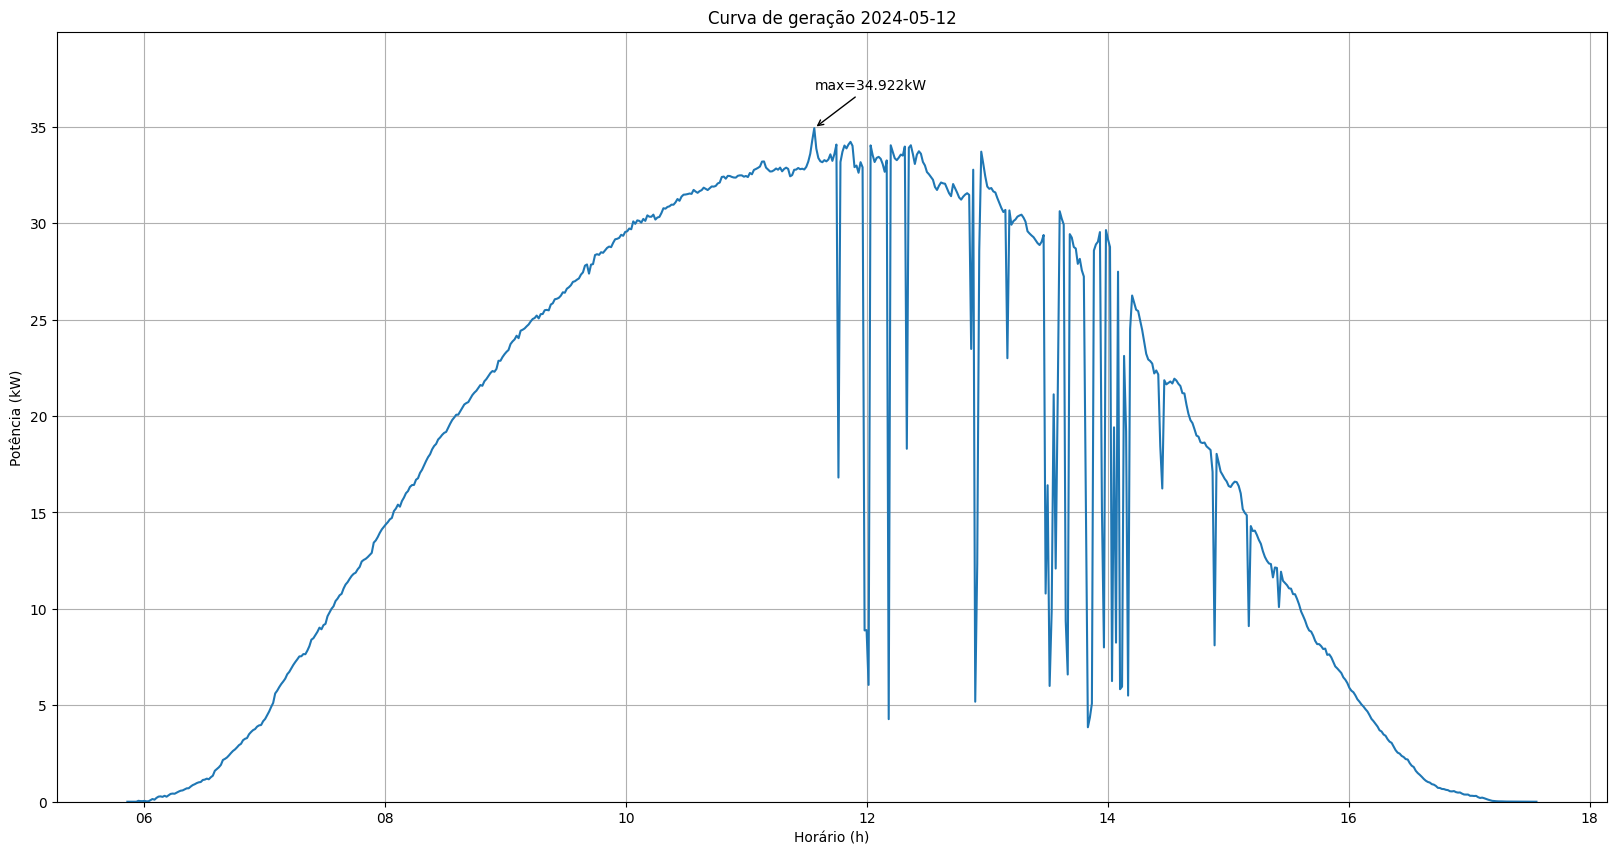 Curva de geração 2024-05-12
max=34.922kW
35
30
25
20
15
10
5
0
Potência (kW)
06 08 10 12 14 16 18
Horário (h)